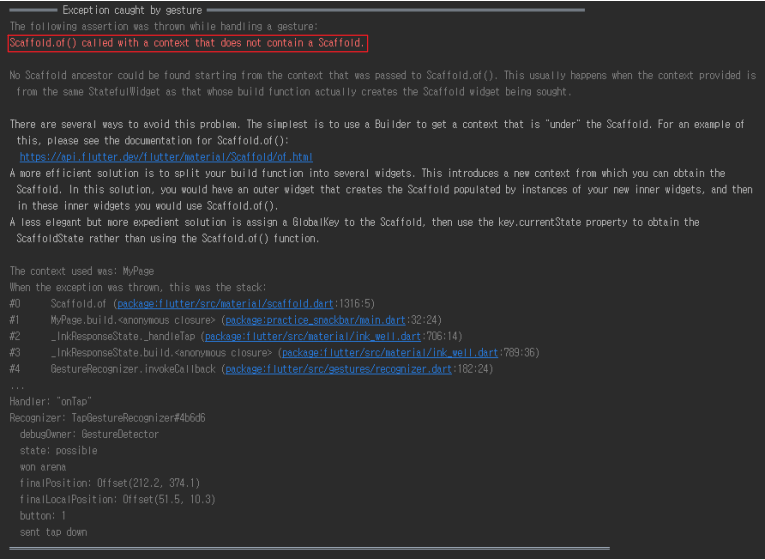 Exception caught by gesture
The following assertion was thrown while handling a gesture:
Scaffold.of() called with a context that does not contain a Scaffold.
No Scaffold ancestor could be found starting from the context that was passed to Scaffold.of(). This usually happens when the context provided is
from the same StatefulWidget as that whose build function actually creates the Scaffold widget being sought.
There are several ways to avoid this problem. The simplest is to use a Builder to get a context that is "under" the Scaffold. For an example of
this, please see the documentation for Scaffold.of():
https://api.flutter.dev/flutter/material/Scaffold/of.html
A more efficient solution is to split your build function into several widgets. This introduces a new context from which you can obtain the
Scaffold. In this solution, you would have an outer widget that creates the Scaffold populated by instances of your new inner widgets, and then
in these inner widgets you would use Scaffold.of().
A less elegant but more expedient solution is assign a GlobalKey to the Scaffold, then use the key.currentState property to obtain the
ScaffoldState rather than using the Scaffold.of() function.
The context used was: MyPage
When the exception was thrown, this was the stack:
#0 Scaffold.of (package:flutter/src/material/scaffold.dart:1316:5)
#1 MyPage.build.<anonymous closure> (package:practice_snackbar/main.dart:32:24)
#2 _InkResponseState._handleTap (package:flutter/src/material/ink_well.dart:706:14)
#3 _InkResponseState.build.<anonymous closure> (package:flutter/src/material/ink_well.dart:789:36)
#4 GestureRecognizer.invokeCallback (package:flutter/src/gestures/recognizer.dart:182:24)
...
Handler: "onTap"
Recognizer: TapGestureRecognizer#4b6d6
debugOwner: GestureDetector
state: possible
won arena
finalPosition: Offset(212.2, 374.1)
finalLocalPosition: Offset(51.5, 10.3)
button: 1
sent tap down